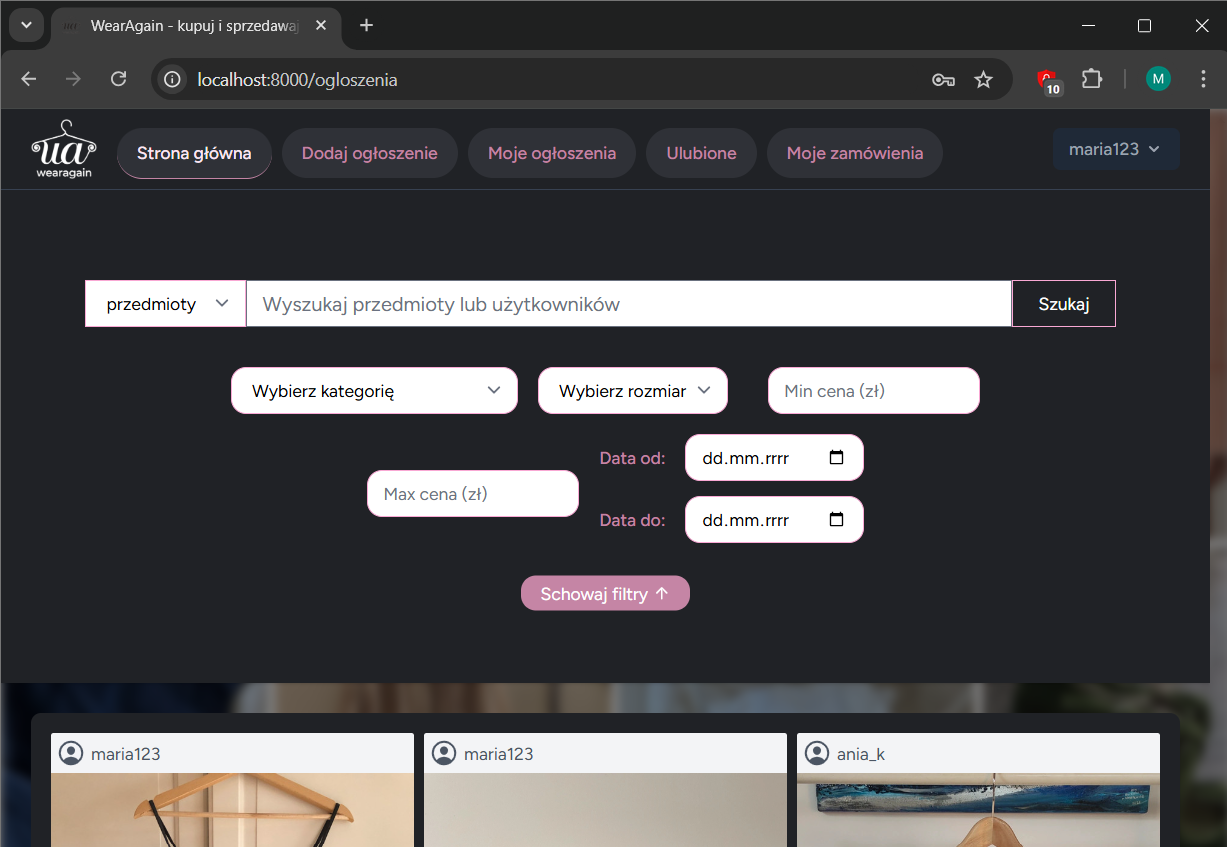 WearAgain - kupuj i sprzedawaj
localhost:8000/ogloszenia
10
M
wearagain
Strona główna
Dodaj ogłoszenie
Moje ogłoszenia
Ulubione
Moje zamówienia
maria123
przedmioty
Wyszukaj przedmioty lub użytkowników
Szukaj
Wybierz kategorię
Wybierz rozmiar
Min cena (zł)
Max cena (zł)
Data od:
dd.mm.rrrr
Data do:
dd.mm.rrrr
Schowaj filtry ↑
maria123
maria123
ania_k